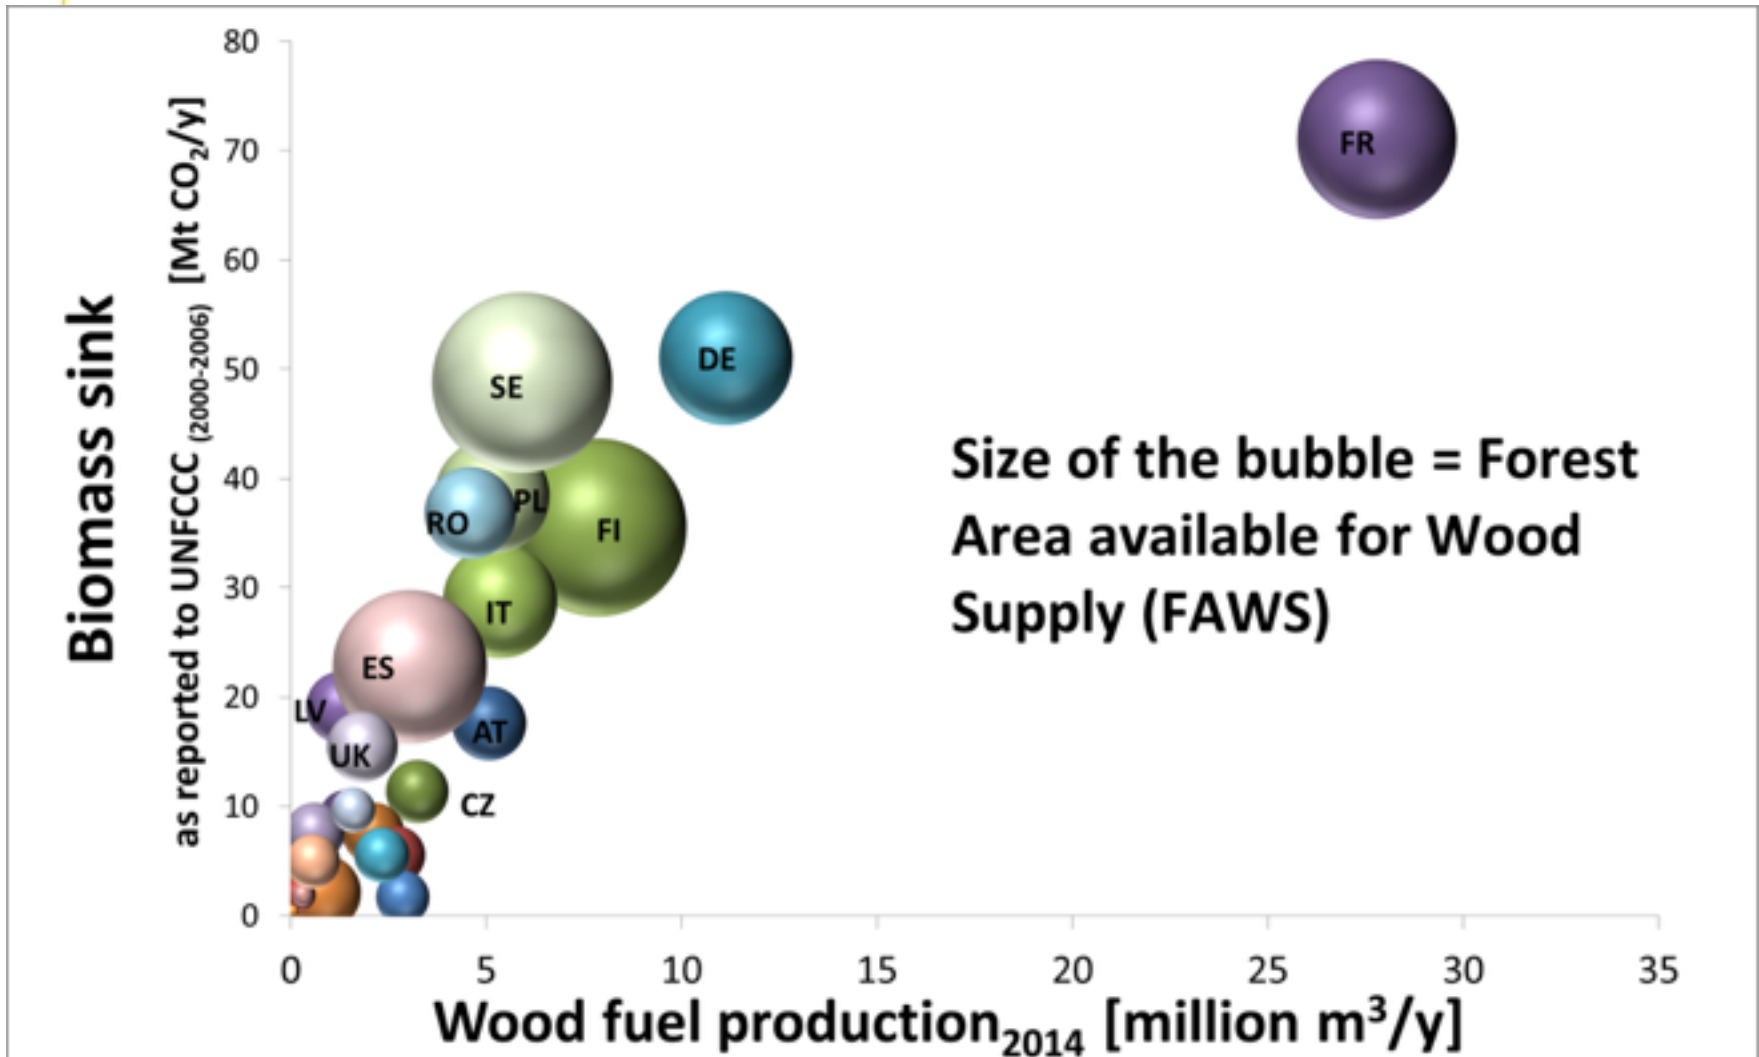 80
70
60
50
40
30
20
10
0
Biomass sink
as reported to UNFCCC (2000-2006) [Mt CO₂/y]
FR
DE
SE
PL
RO
FI
IT
ES
LV
AT
UK
CZ
Size of the bubble = Forest
Area available for Wood
Supply (FAWS)
0 5 10 15 20 25 30 35
Wood fuel production₂₀₁₄ [million m³/y]